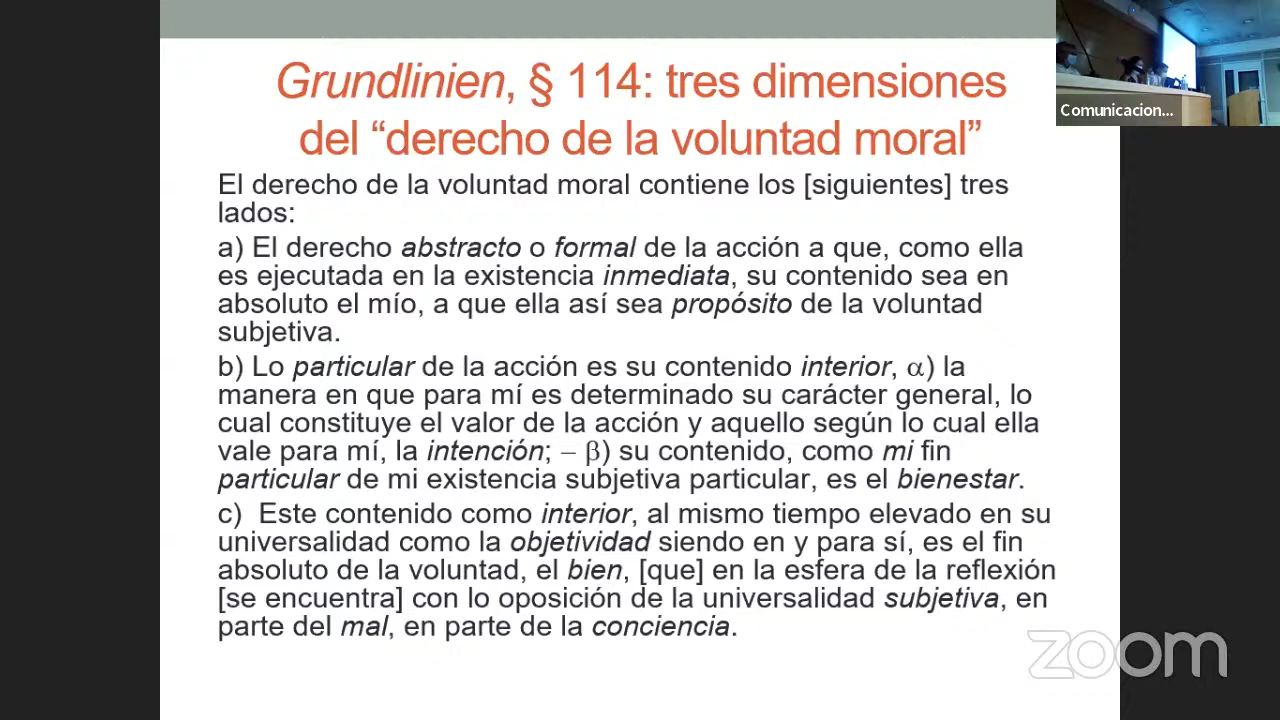 Grundlinien, § 114: tres dimensiones
del “derecho de la voluntad moral”
Comunicacion...
El derecho de la voluntad moral contiene los [siguientes] tres
lados:
a) El derecho abstracto o formal de la acción a que, como ella
es ejecutada en la existencia inmediata, su contenido sea en
absoluto el mío, a que ella así sea propósito de la voluntad
subjetiva.
b) Lo particular de la acción es su contenido interior, α) la
manera en que para mí es determinado su carácter general, lo
cual constituye el valor de la acción y aquello según lo cual ella
vale para mí, la intención; – β) su contenido, como mi fin
particular de mi existencia subjetiva particular, es el bienestar.
c) Este contenido como interior, al mismo tiempo elevado en su
universalidad como la objetividad siendo en y para sí, es el fin
absoluto de la voluntad, el bien, [que] en la esfera de la reflexión
[se encuentra] con lo oposición de la universalidad subjetiva, en
parte del mal, en parte de la conciencia.
zoom